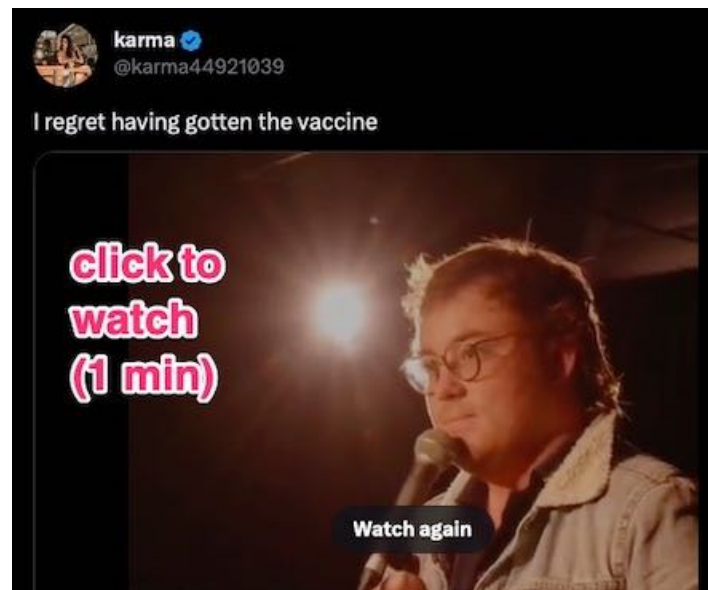 karma
@karma44921039
I regret having gotten the vaccine
click to
watch
(1 min)
Watch again